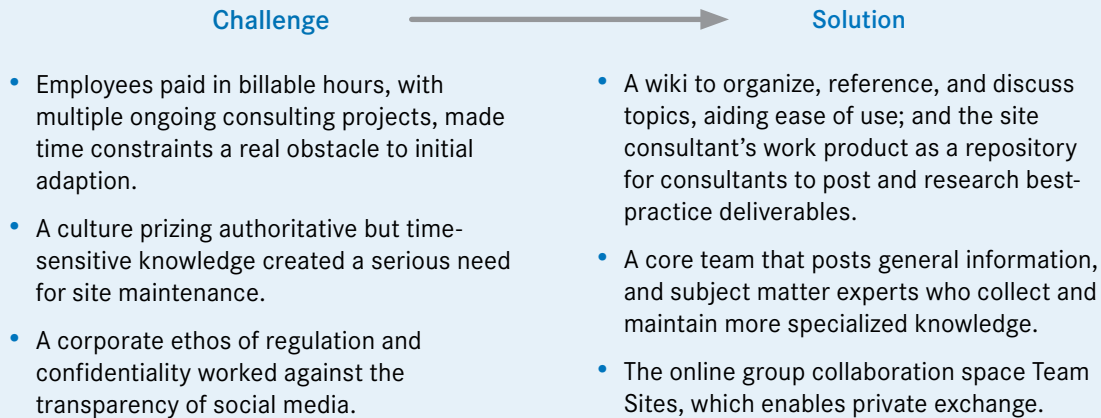 Challenge
Solution
• Employees paid in billable hours, with
multiple ongoing consulting projects, made
time constraints a real obstacle to initial
adaption.
• A culture prizing authoritative but time-
sensitive knowledge created a serious need
for site maintenance.
• A corporate ethos of regulation and
confidentiality worked against the
transparency of social media.
• A wiki to organize, reference, and discuss
topics, aiding ease of use; and the site
consultant’s work product as a repository
for consultants to post and research best-
practice deliverables.
• A core team that posts general information,
and subject matter experts who collect and
maintain more specialized knowledge.
• The online group collaboration space Team
Sites, which enables private exchange.